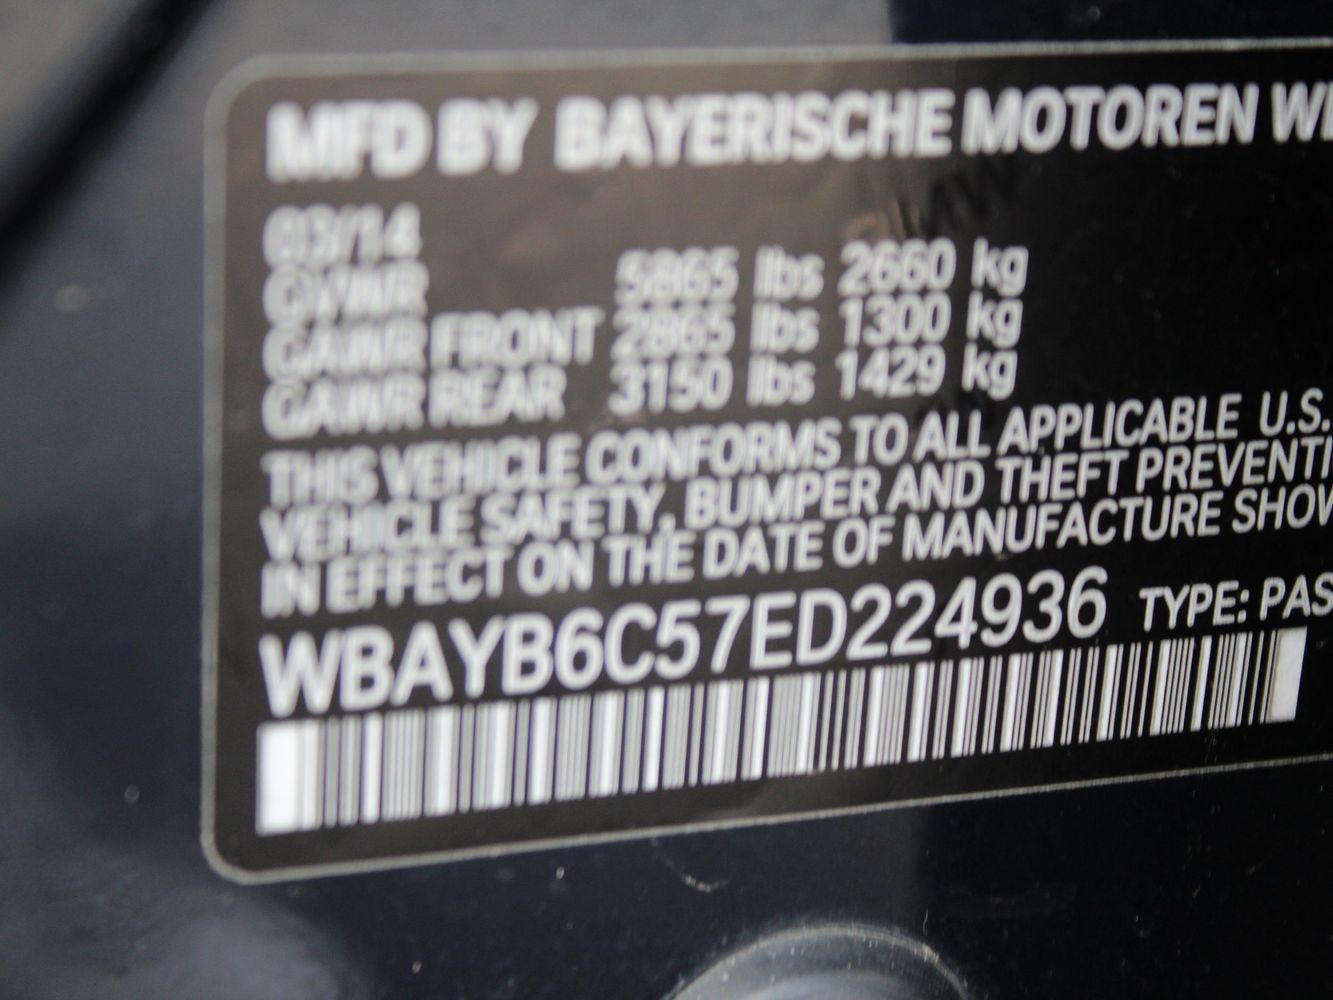 MFD BY BAYERISCHE MOTOREN WE
03/14
GVWR 5865 lbs 2660 kg
GAWR FRONT 2865 lbs 1300 kg
GAWR REAR 3150 lbs 1429 kg
THIS VEHICLE CONFORMS TO ALL APPLICABLE U.S.
VEHICLE SAFETY, BUMPER AND THEFT PREVENTI
IN EFFECT ON THE DATE OF MANUFACTURE SHOW
WBAYB6C57ED224936 TYPE: PAS